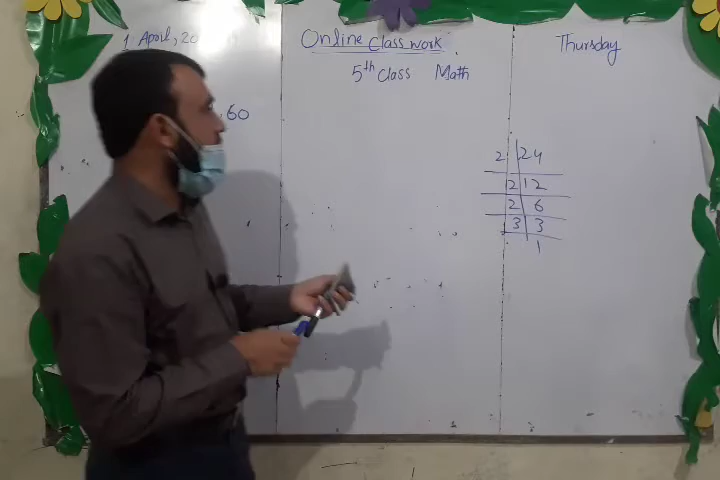 1 April, 20
Online Class work
Thursday
5th Class Math
60
2 24
2 12
2 6
3 3
1